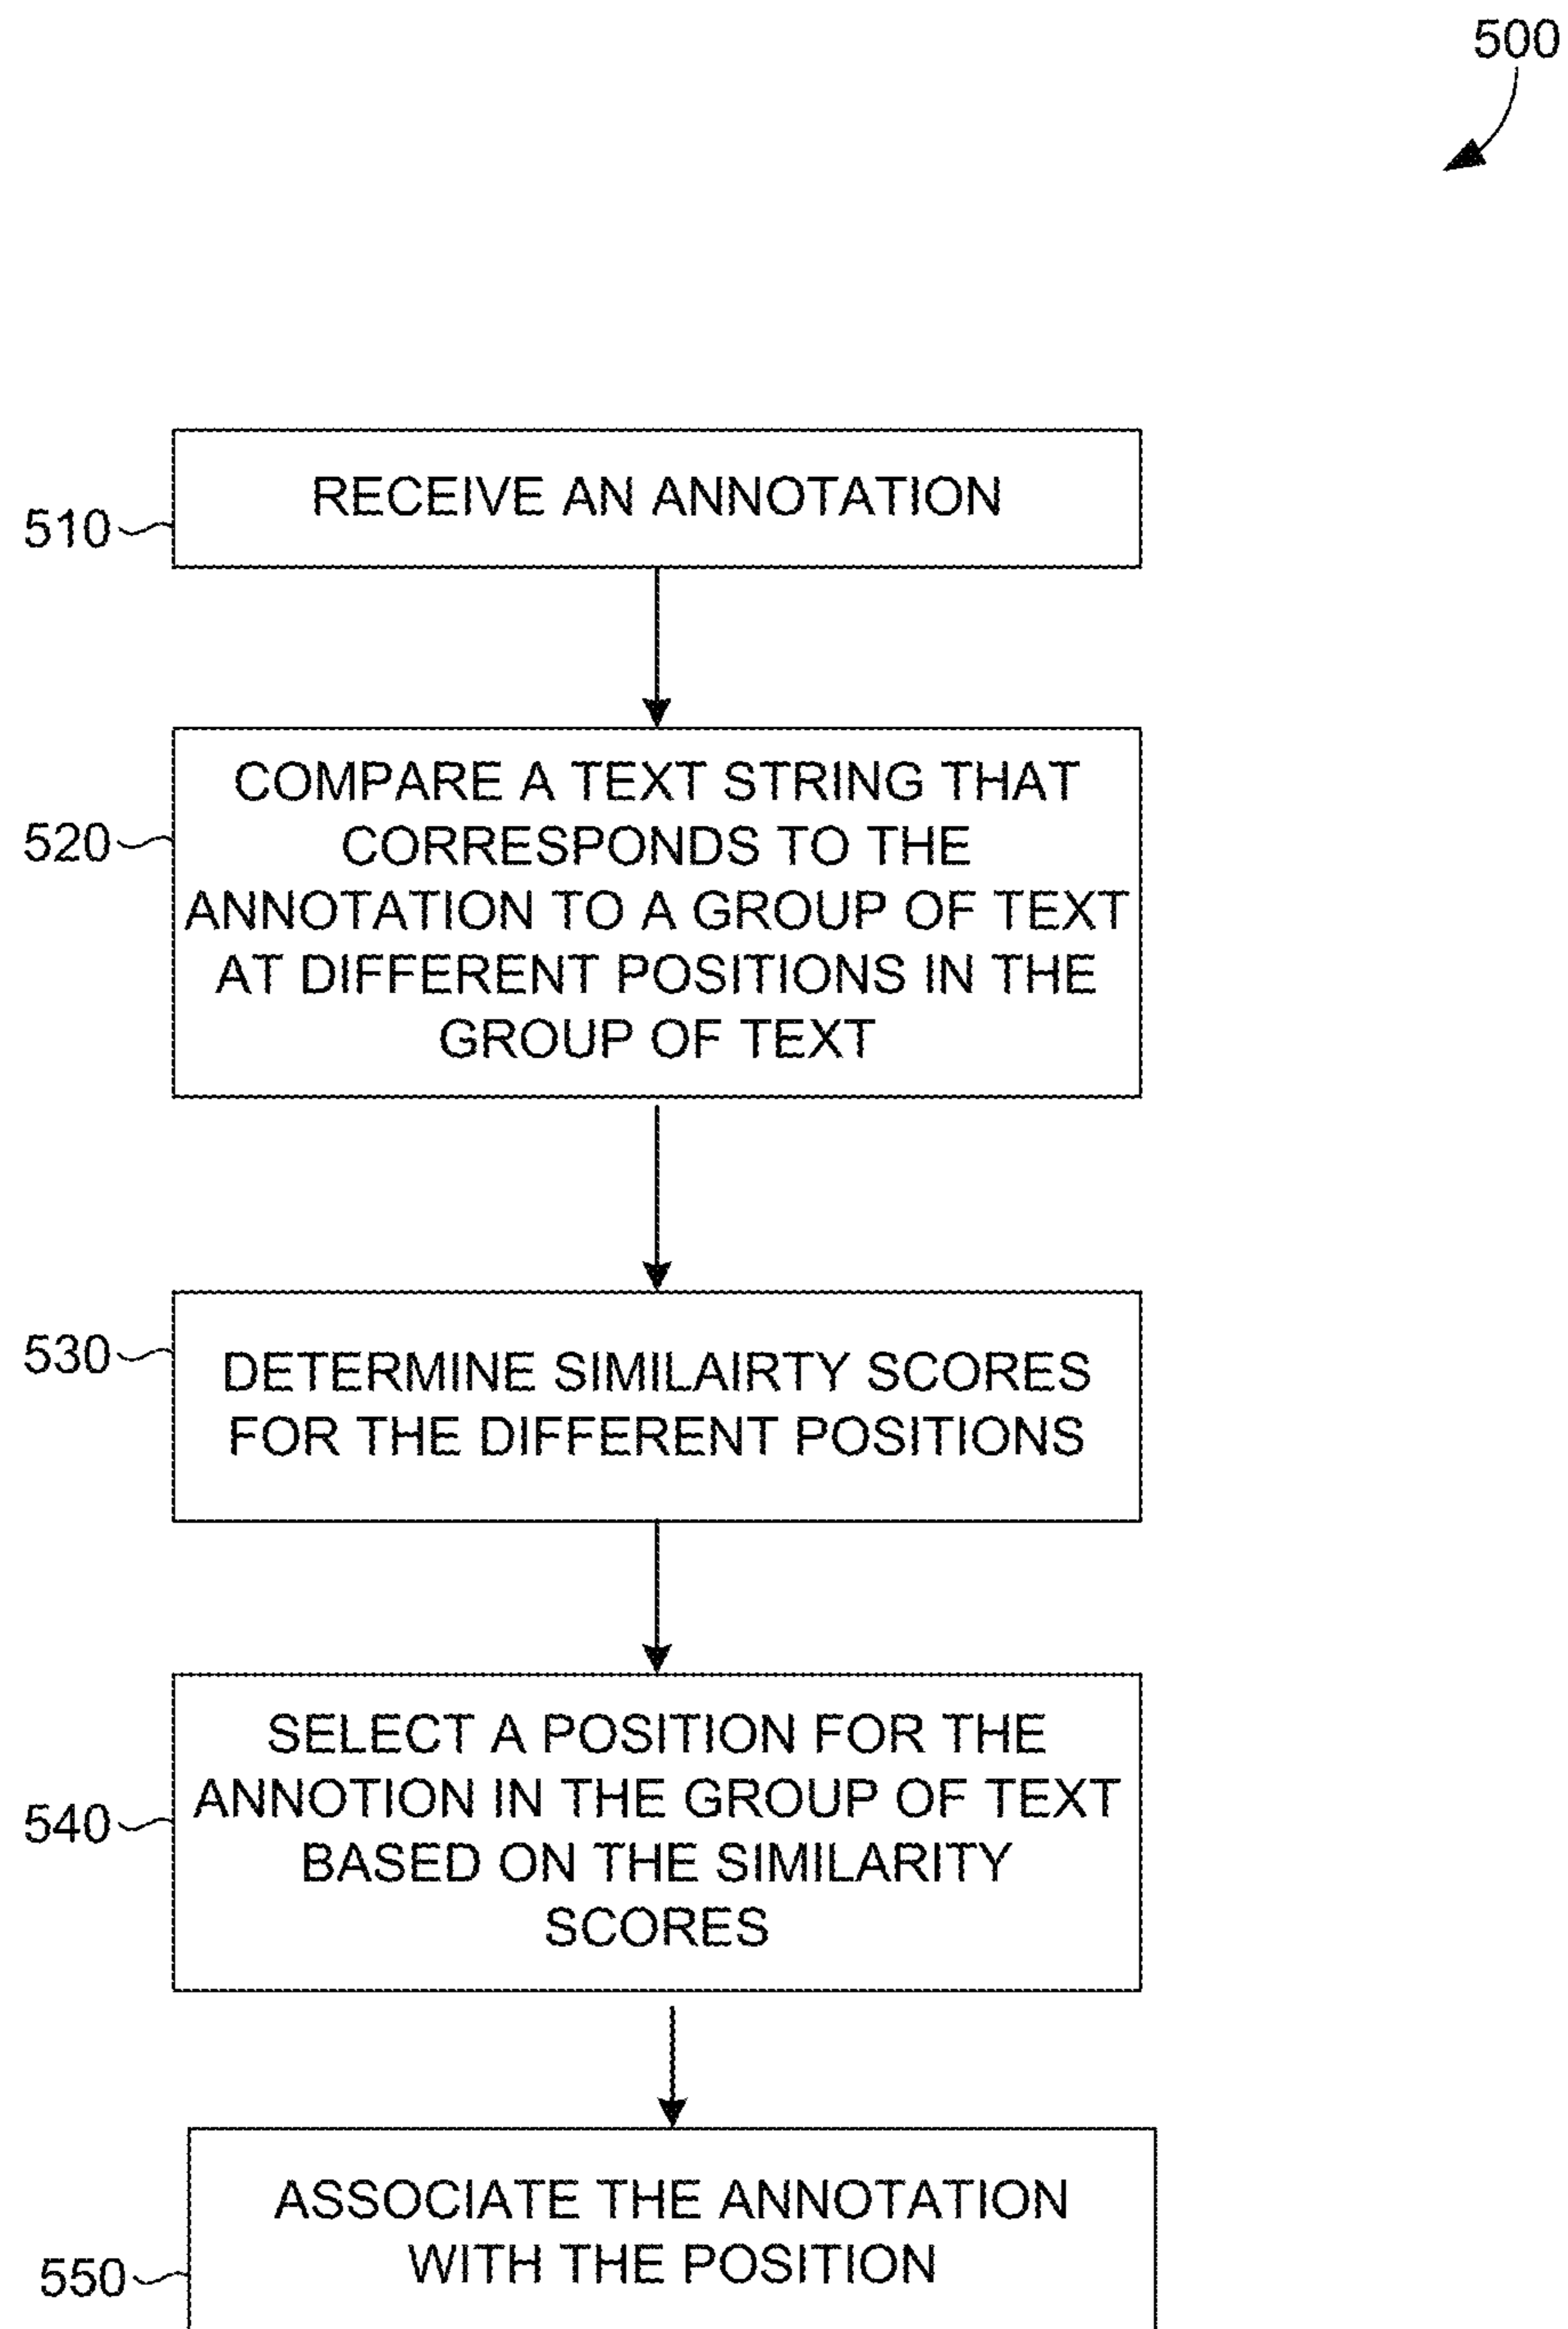 500
RECEIVE AN ANNOTATION
510
COMPARE A TEXT STRING THAT
CORRESPONDS TO THE
ANNOTATION TO A GROUP OF TEXT
AT DIFFERENT POSITIONS IN THE
GROUP OF TEXT
520
DETERMINE SIMILAIRTY SCORES
FOR THE DIFFERENT POSITIONS
530
SELECT A POSITION FOR THE
ANNOTION IN THE GROUP OF TEXT
BASED ON THE SIMILARITY
SCORES
540
ASSOCIATE THE ANNOTATION
WITH THE POSITION
550